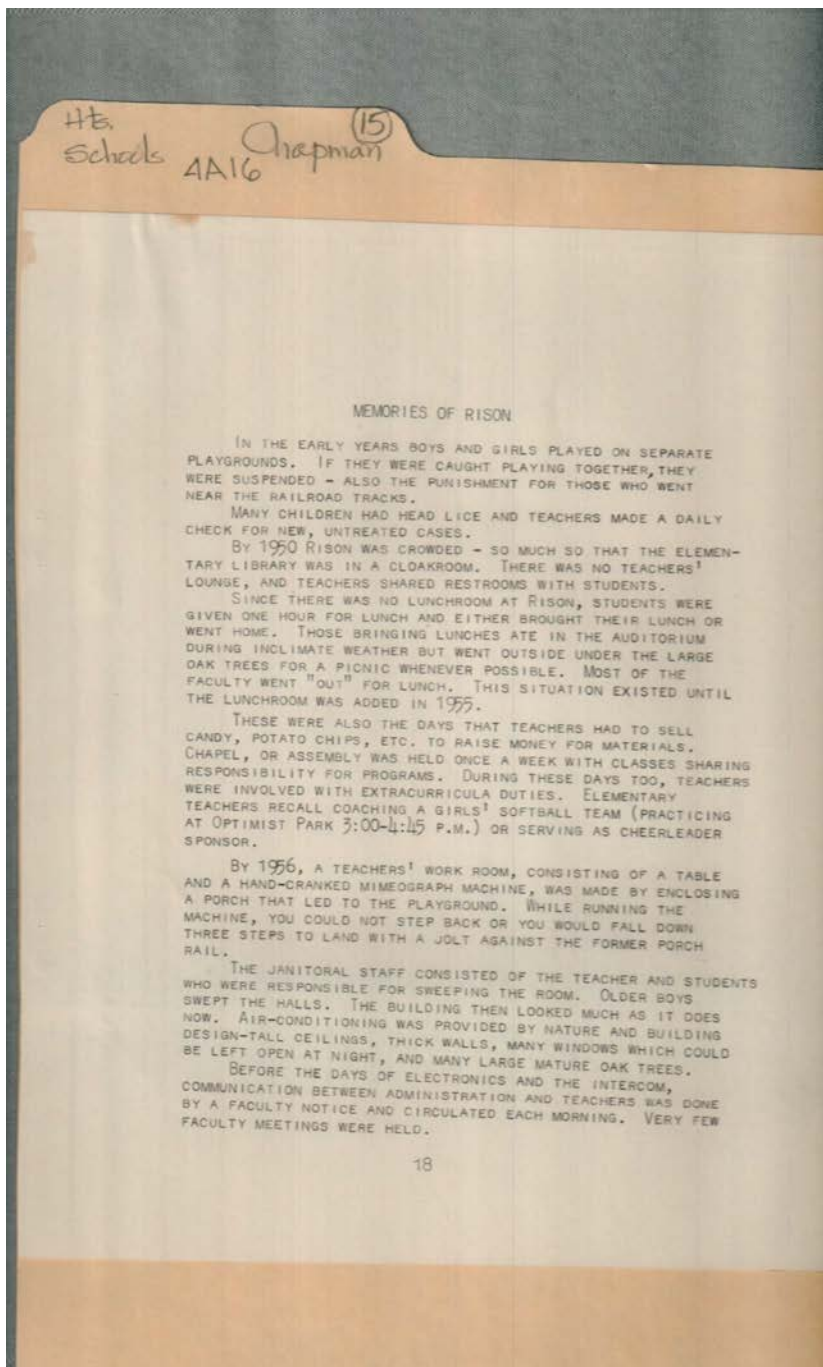 Hts.
Schools 4A16 Chapman 15
MEMORIES OF RISON
IN THE EARLY YEARS BOYS AND GIRLS PLAYED ON SEPARATE
PLAYGROUNDS. IF THEY WERE CAUGHT PLAYING TOGETHER, THEY
WERE SUSPENDED - ALSO THE PUNISHMENT FOR THOSE WHO WENT
NEAR THE RAILROAD TRACKS.
MANY CHILDREN HAD HEAD LICE AND TEACHERS MADE A DAILY
CHECK FOR NEW, UNTREATED CASES.
BY 1950 RISON WAS CROWDED - SO MUCH SO THAT THE ELEMEN-
TARY LIBRARY WAS IN A CLOAKROOM. THERE WAS NO TEACHERS'
LOUNGE, AND TEACHERS SHARED RESTROOMS WITH STUDENTS.
SINCE THERE WAS NO LUNCHROOM AT RISON, STUDENTS WERE
GIVEN ONE HOUR FOR LUNCH AND EITHER BROUGHT THEIR LUNCH OR
WENT HOME. THOSE BRINGING LUNCHES ATE IN THE AUDITORIUM
DURING INCLIMATE WEATHER BUT WENT OUTSIDE UNDER THE LARGE
OAK TREES FOR A PICNIC WHENEVER POSSIBLE. MOST OF THE
FACULTY WENT "OUT" FOR LUNCH. THIS SITUATION EXISTED UNTIL
THE LUNCHROOM WAS ADDED IN 1955.
THESE WERE ALSO THE DAYS THAT TEACHERS HAD TO SELL
CANDY, POTATO CHIPS, ETC. TO RAISE MONEY FOR MATERIALS.
CHAPEL, OR ASSEMBLY WAS HELD ONCE A WEEK WITH CLASSES SHARING
RESPONSIBILITY FOR PROGRAMS. DURING THESE DAYS TOO, TEACHERS
WERE INVOLVED WITH EXTRACURRICULA DUTIES. ELEMENTARY
TEACHERS RECALL COACHING A GIRLS' SOFTBALL TEAM (PRACTICING
AT OPTIMIST PARK 3:00-4:45 P.M.) OR SERVING AS CHEERLEADER
SPONSOR.
BY 1956, A TEACHERS' WORK ROOM, CONSISTING OF A TABLE
AND A HAND-CRANKED MIMEOGRAPH MACHINE, WAS MADE BY ENCLOSING
A PORCH THAT LED TO THE PLAYGROUND. WHILE RUNNING THE
MACHINE, YOU COULD NOT STEP BACK OR YOU WOULD FALL DOWN
THREE STEPS TO LAND WITH A JOLT AGAINST THE FORMER PORCH
RAIL.
THE JANITORAL STAFF CONSISTED OF THE TEACHER AND STUDENTS
WHO WERE RESPONSIBLE FOR SWEEPING THE ROOM. OLDER BOYS
SWEPT THE HALLS. THE BUILDING THEN LOOKED MUCH AS IT DOES
NOW. AIR-CONDITIONING WAS PROVIDED BY NATURE AND BUILDING
DESIGN-TALL CEILINGS, THICK WALLS, MANY WINDOWS WHICH COULD
BE LEFT OPEN AT NIGHT, AND MANY LARGE MATURE OAK TREES.
BEFORE THE DAYS OF ELECTRONICS AND THE INTERCOM,
COMMUNICATION BETWEEN ADMINISTRATION AND TEACHERS WAS DONE
BY A FACULTY NOTICE AND CIRCULATED EACH MORNING. VERY FEW
FACULTY MEETINGS WERE HELD.
18